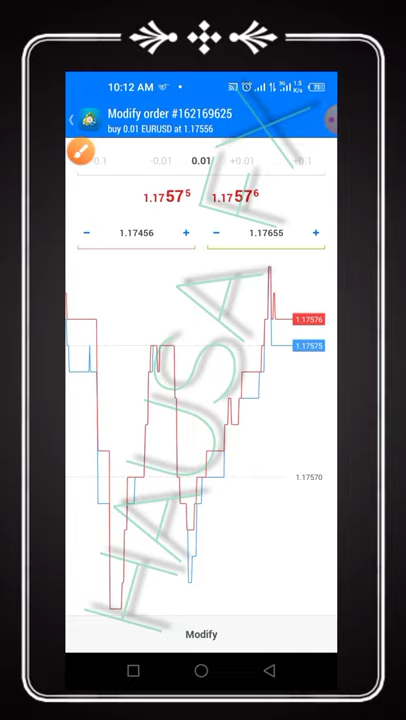 10:12 AM
1.5
K/s
Modify order #162169625
buy 0.01 EURUSD at 1.17556
-0.1 -0.01 0.01 +0.01 +0.1
1.17575 1.17576
- 1.17456 + - 1.17655 +
1.17576
1.17575
1.17570
HAUSA FX
Modify